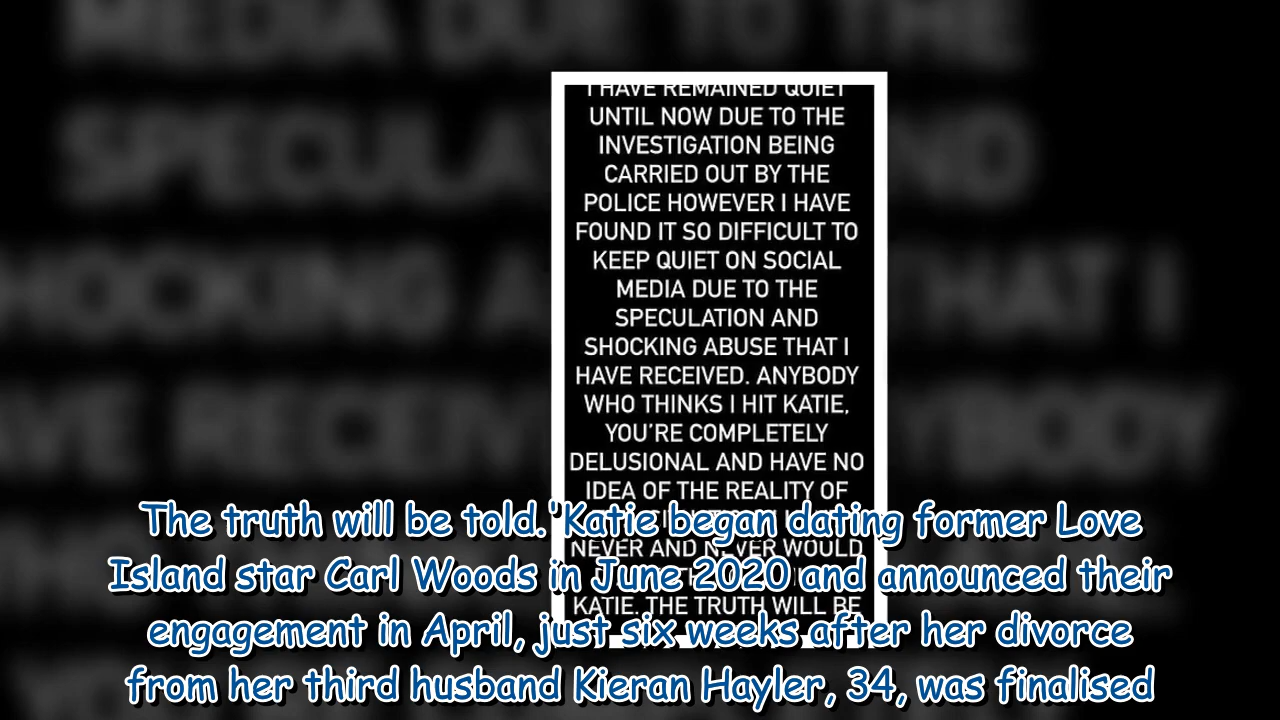 I HAVE REMAINED QUIET
UNTIL NOW DUE TO THE
INVESTIGATION BEING
CARRIED OUT BY THE
POLICE HOWEVER I HAVE
FOUND IT SO DIFFICULT TO
KEEP QUIET ON SOCIAL
MEDIA DUE TO THE
SPECULATION AND
SHOCKING ABUSE THAT I
HAVE RECEIVED. ANYBODY
WHO THINKS I HIT KATIE,
YOU'RE COMPLETELY
DELUSIONAL AND HAVE NO
IDEA OF THE REALITY OF
NEVER AND NEVER WOULD
KATIE. THE TRUTH WILL BE
The truth will be told.'Katie began dating former Love
Island star Carl Woods in June 2020 and announced their
engagement in April, just six weeks after her divorce
from her third husband Kieran Hayler, 34, was finalised